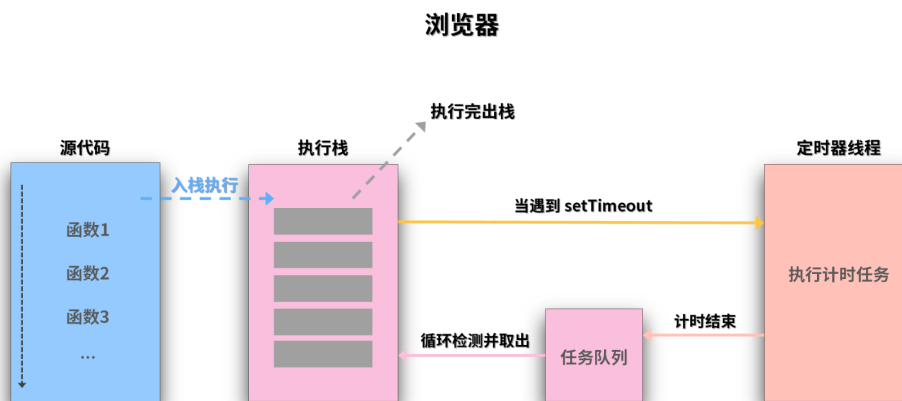 浏览器
执行完出栈
源代码
执行栈
定时器线程
入栈执行
当遇到 setTimeout
函数1
函数2
函数3
...
执行计时任务
计时结束
循环检测并取出
任务队列